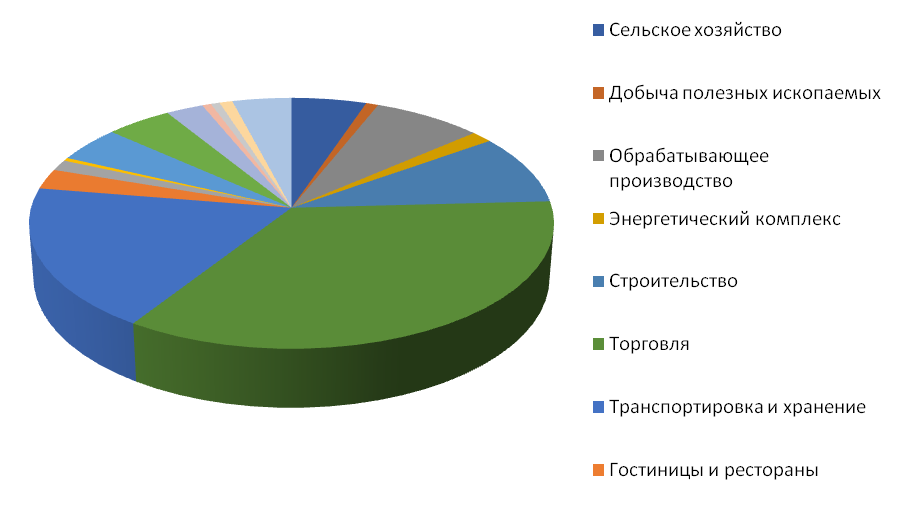 Сельское хозяйство
Добыча полезных ископаемых
Обрабатывающее
производство
Энергетический комплекс
Строительство
Торговля
Транспортировка и хранение
Гостиницы и рестораны